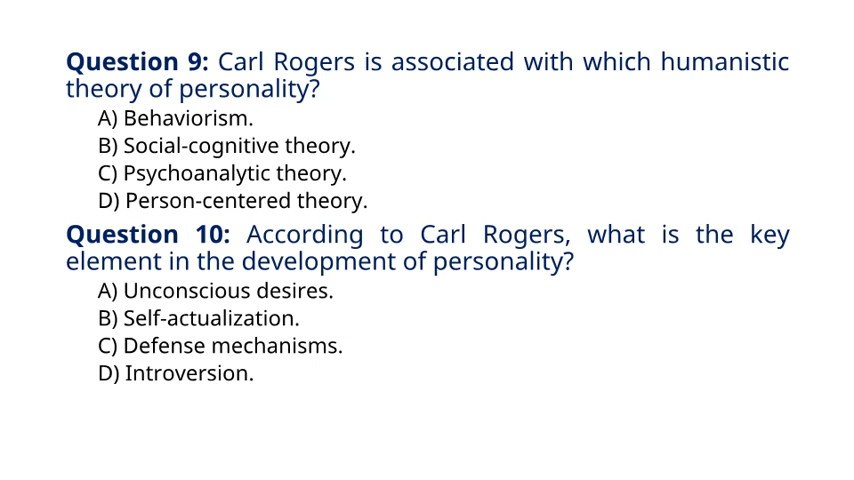 Question 9: Carl Rogers is associated with which humanistic
theory of personality?
A) Behaviorism.
B) Social-cognitive theory.
C) Psychoanalytic theory.
D) Person-centered theory.
Question 10: According to Carl Rogers, what is the key
element in the development of personality?
A) Unconscious desires.
B) Self-actualization.
C) Defense mechanisms.
D) Introversion.